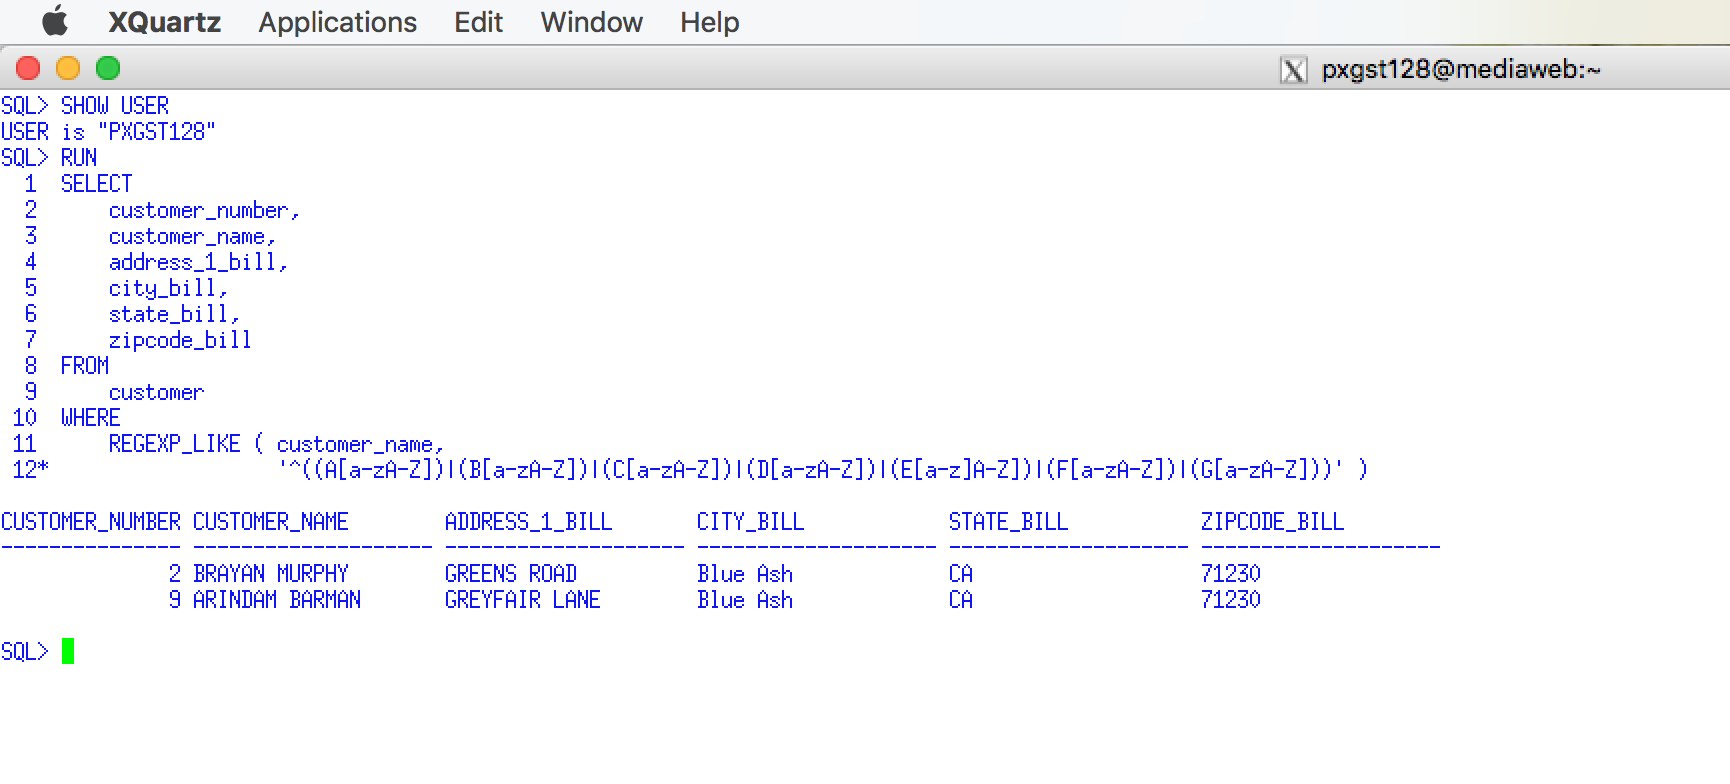 XQuartz Applications Edit Window Help
pxgst128@mediaweb:~
SQL> SHOW USER
USER is "PXGST128"
SQL> RUN
  1  SELECT
  2      customer_number,
  3      customer_name,
  4      address_1_bill,
  5      city_bill,
  6      state_bill,
  7      zipcode_bill
  8  FROM
  9      customer
 10  WHERE
 11      REGEXP_LIKE ( customer_name,
 12*                   '^((A[a-zA-Z])|(B[a-zA-Z])|(C[a-zA-Z])|(D[a-zA-Z])|(E[a-z]A-Z])|(F[a-zA-Z])|(G[a-zA-Z]))' )
CUSTOMER_NUMBER CUSTOMER_NAME        ADDRESS_1_BILL       CITY_BILL            STATE_BILL           ZIPCODE_BILL
--------------- -------------------- -------------------- -------------------- -------------------- --------------------
              2 BRAYAN MURPHY        GREENS ROAD          Blue Ash             CA                   71230
              9 ARINDAM BARMAN       GREYFAIR LANE        Blue Ash             CA                   71230
SQL>